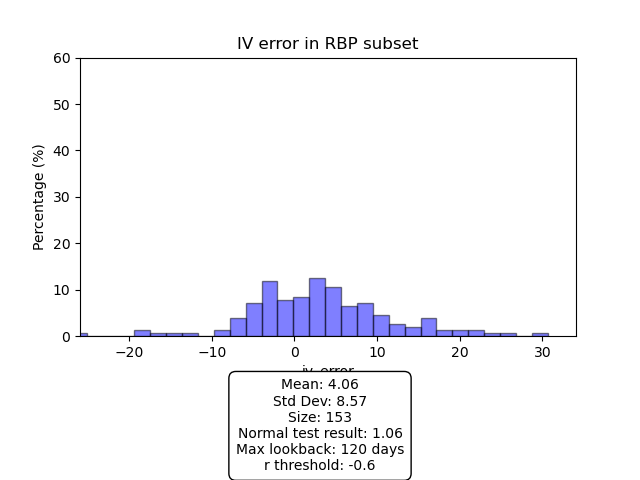 IV error in RBP subset
60
50
40
30
20
10
0
Percentage (%)
−20
−10
0
10
20
30
iv_error
Mean: 4.06
Std Dev: 8.57
Size: 153
Normal test result: 1.06
Max lookback: 120 days
r threshold: -0.6